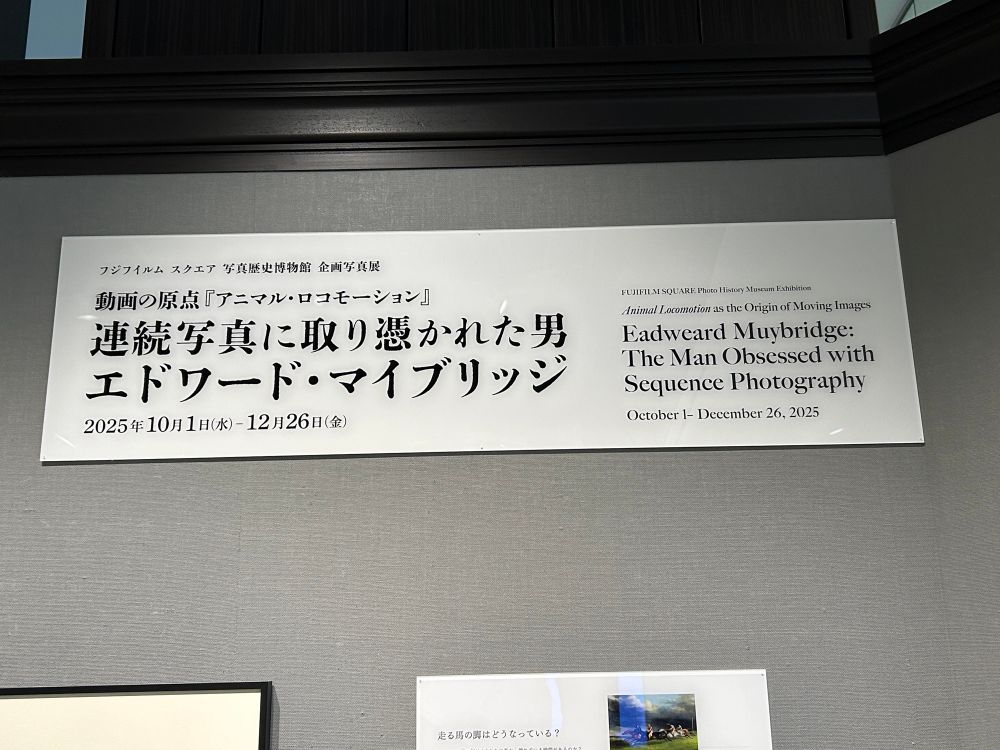 フジフイルム スクエア 写真歴史博物館 企画写真展
動画の原点『アニマル・ロコモーション』
連続写真に取り憑かれた男
エドワード・マイブリッジ
2025年10月1日(水) – 12月26日(金)
FUJIFILM SQUARE Photo History Museum Exhibition
Animal Locomotion as the Origin of Moving Images
Eadweard Muybridge:
The Man Obsessed with
Sequence Photography
October 1– December 26, 2025
走る馬の脚はどうなっている？